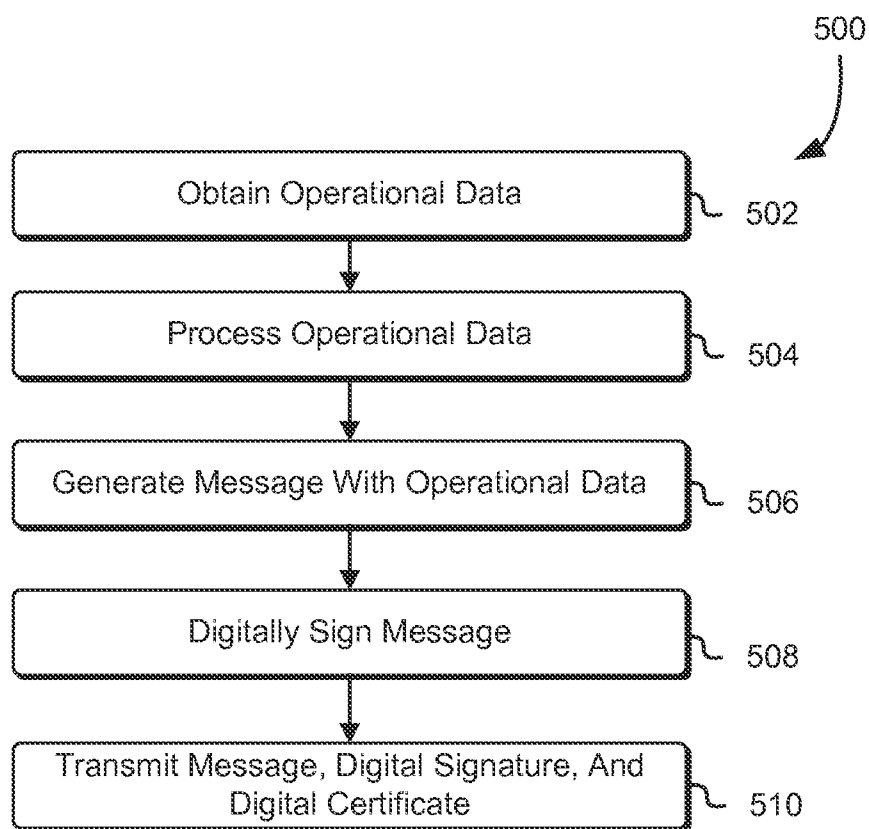 500
Obtain Operational Data
502
Process Operational Data
504
Generate Message With Operational Data
506
Digitally Sign Message
508
Transmit Message, Digital Signature, And
Digital Certificate
510